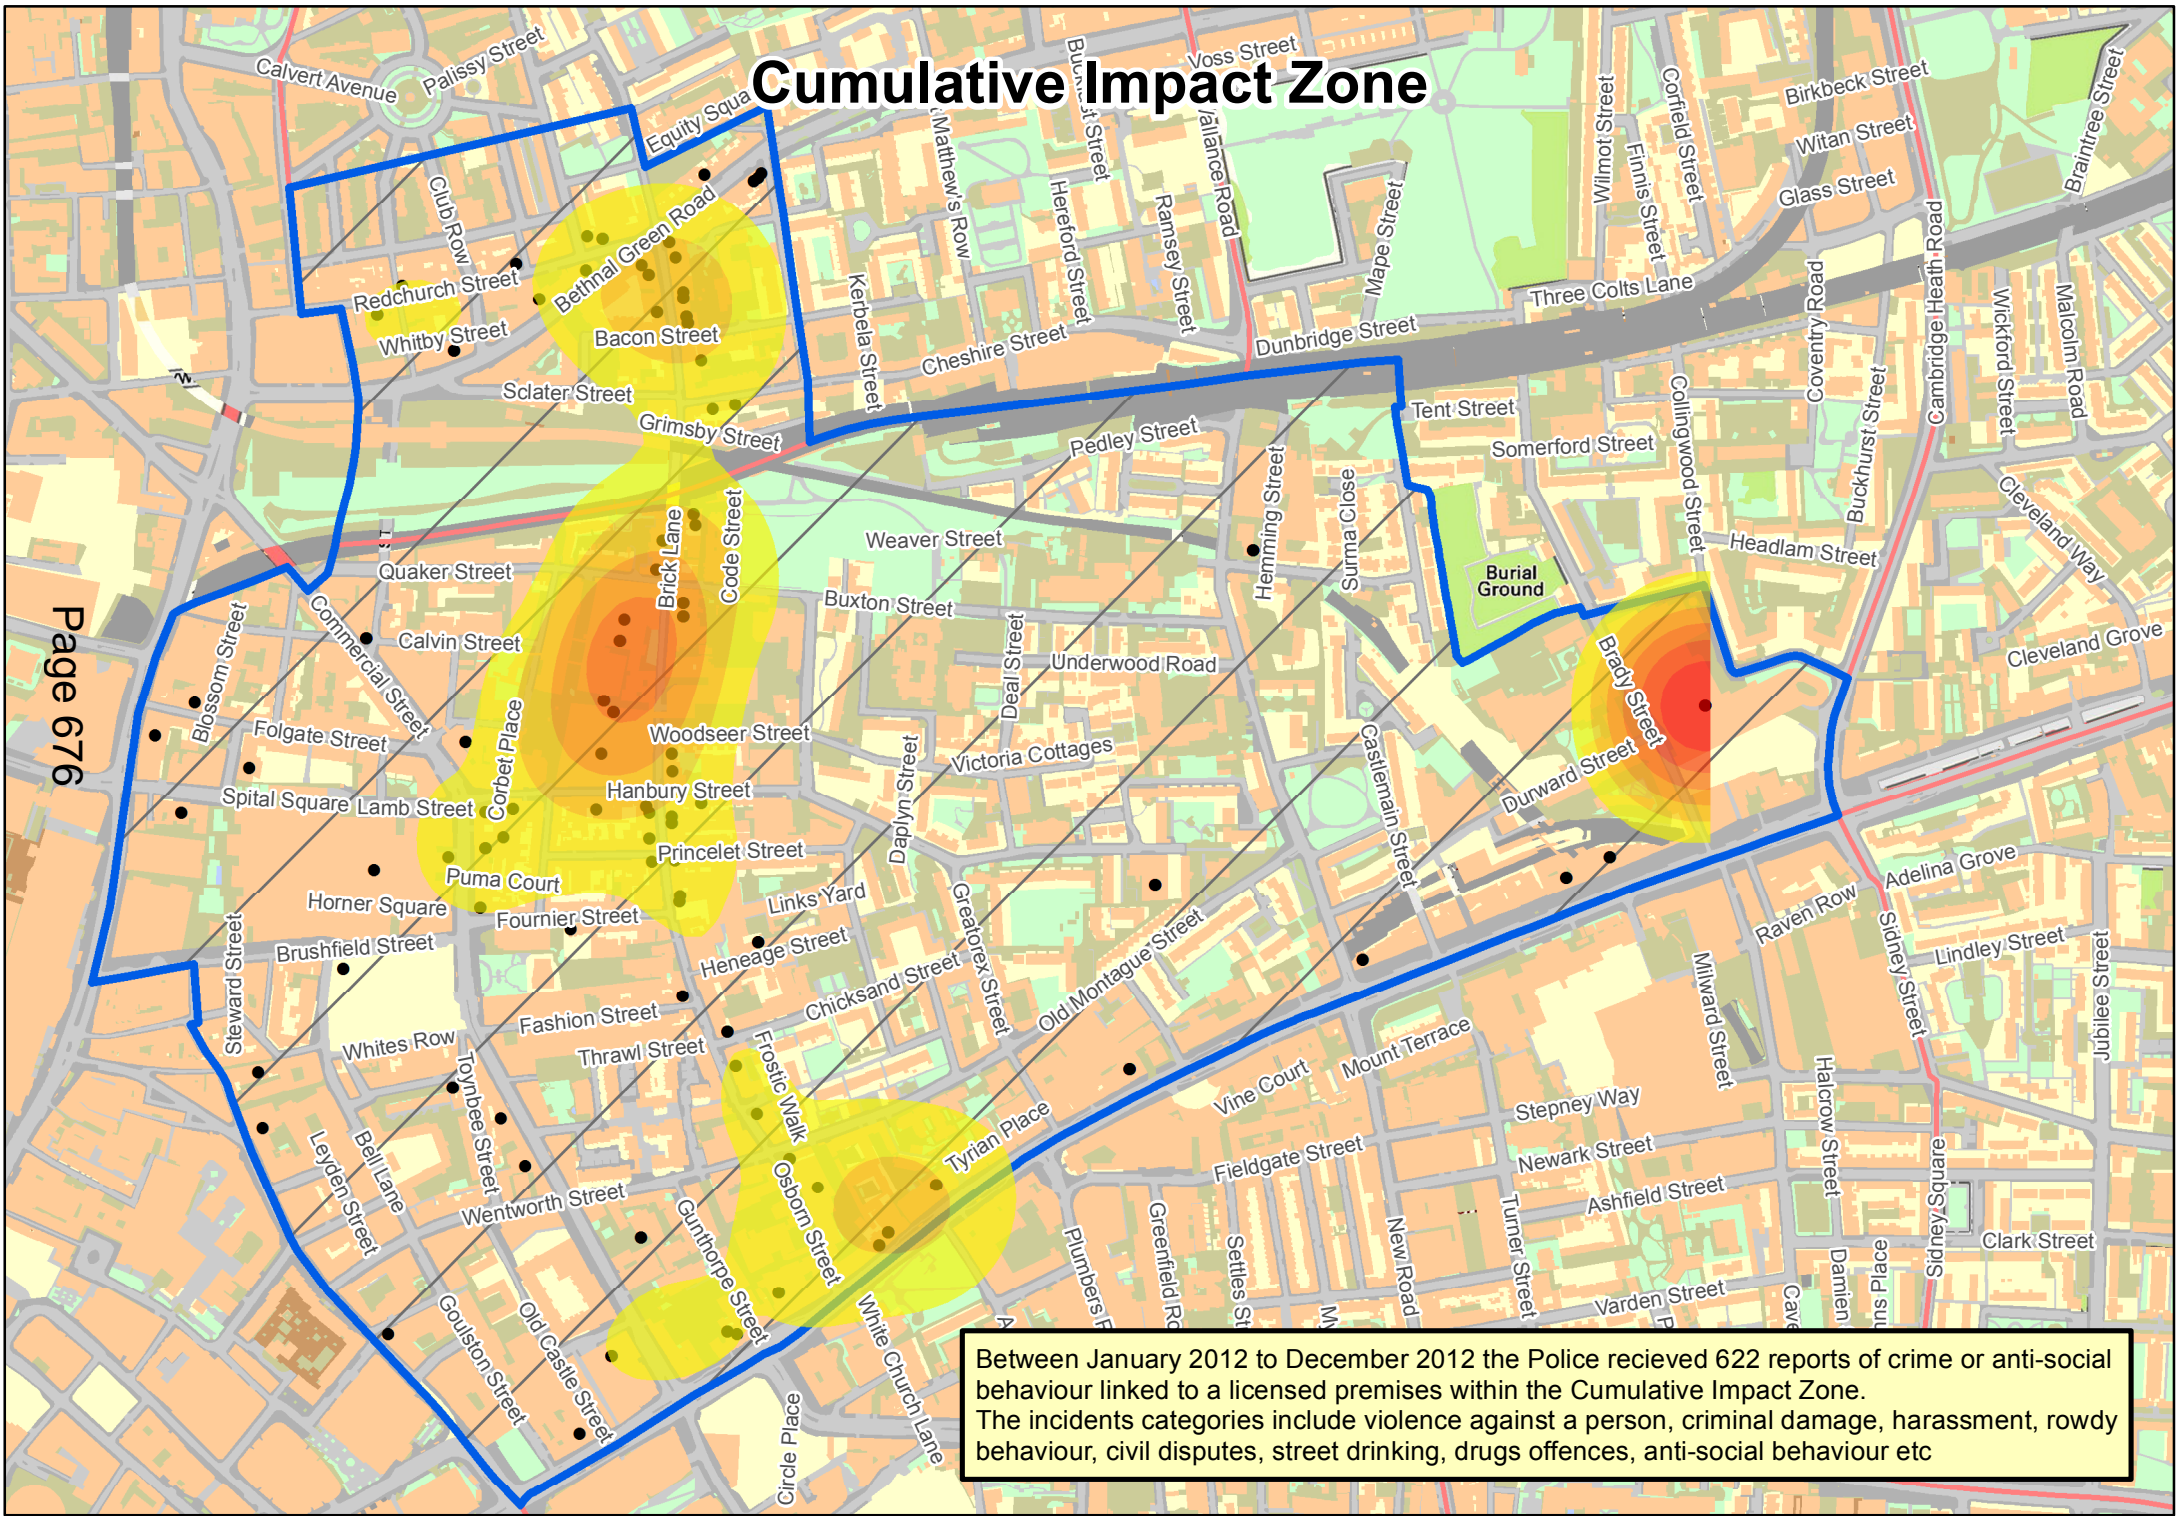 Cumulative Impact Zone
Calvert Avenue
Palissy Street
Equity Squa
Voss Street
Birkbeck Street
Witan Street
Glass Street
Braintree Street
Wilmot Street
Corfield Street
Finnis Street
Matthew's Row
Hereford Street
Ramsey Street
Mape Street
Club Row
Redchurch Street
Whitby Street
Bethnal Green Road
Bacon Street
Sclater Street
Grimsby Street
Kerbela Street
Cheshire Street
Dunbridge Street
Three Colts Lane
Coventry Road
Cambridge Heath Road
Wickford Street
Malcolm Road
Tent Street
Somerford Street
Collingwood Street
Buckhurst Street
Headlam Street
Cleveland Way
Cleveland Grove
Pedley Street
Hemming Street
Surma Close
Weaver Street
Burial
Ground
Quaker Street
Brick Lane
Code Street
Buxton Street
Deal Street
Underwood Road
Calvin Street
Commercial Street
Blossom Street
Page 676
Folgate Street
Corbet Place
Woodseer Street
Victoria Cottages
Castlemain Street
Brady Street
Durward Street
Spital Square Lamb Street
Hanbury Street
Daplyn Street
Princelet Street
Puma Court
Horner Square
Fournier Street
Links Yard
Greatorex Street
Brushfield Street
Steward Street
Heneage Street
Chicksand Street
Old Montague Street
Adelina Grove
Raven Row
Lindley Street
Sidney Street
Jubilee Street
Milward Street
Fashion Street
Whites Row
Thrawl Street
Toynbee Street
Frostic Walk
Vine Court
Mount Terrace
Stepney Way
Halcrow Street
Leyden Street
Bell Lane
Tyrian Place
Fieldgate Street
Newark Street
Wentworth Street
Osborn Street
Gunthorpe Street
Ashfield Street
Sidney Square
Clark Street
Plumbers
Greenfield Ro
Settles St
New Road
Turner Street
Varden Street
Damien
Cave
ns Place
My
A
Goulston Street
Old Castle Street
White Church Lane
Circle Place
Between January 2012 to December 2012 the Police recieved 622 reports of crime or anti-social
behaviour linked to a licensed premises within the Cumulative Impact Zone.
The incidents categories include violence against a person, criminal damage, harassment, rowdy
behaviour, civil disputes, street drinking, drugs offences, anti-social behaviour etc